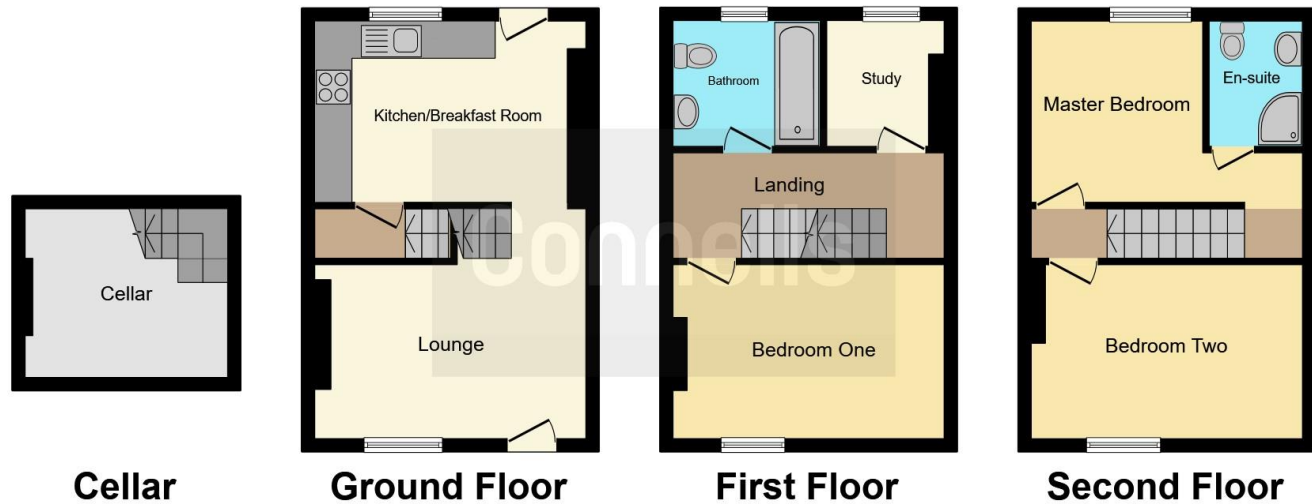 Kitchen/Breakfast Room
Lounge
Cellar
Bathroom
Study
Landing
Bedroom One
Master Bedroom
En-suite
Bedroom Two
Connells
Cellar
Ground Floor
First Floor
Second Floor